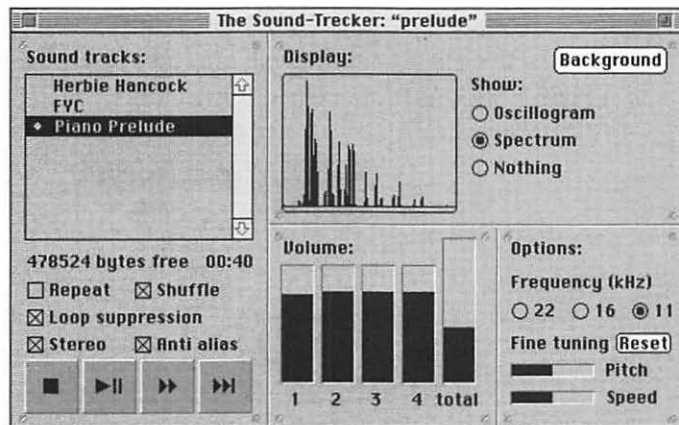 The Sound-Trecker: “prelude”
Sound tracks:
Herbie Hancock
FYC
Piano Prelude
478524 bytes free 00:40
Repeat Shuffle
Loop suppression
Stereo Anti alias
Display:
Background
Show:
Oscillogram
Spectrum
Nothing
Volume:
1 2 3 4 total
Options:
Frequency (kHz)
22 16 11
Fine tuning Reset
Pitch
Speed